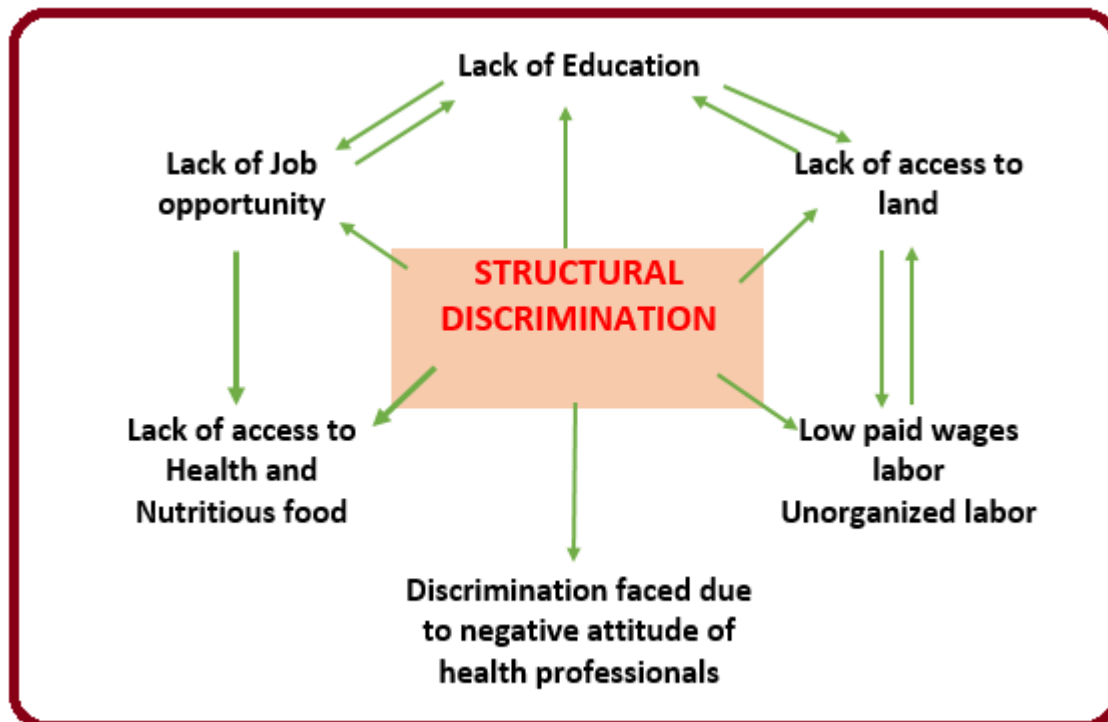 Lack of Education
Lack of Job
opportunity
Lack of access to
land
STRUCTURAL
DISCRIMINATION
Lack of access to
Health and
Nutritious food
Low paid wages
labor
Unorganized labor
Discrimination faced due
to negative attitude of
health professionals